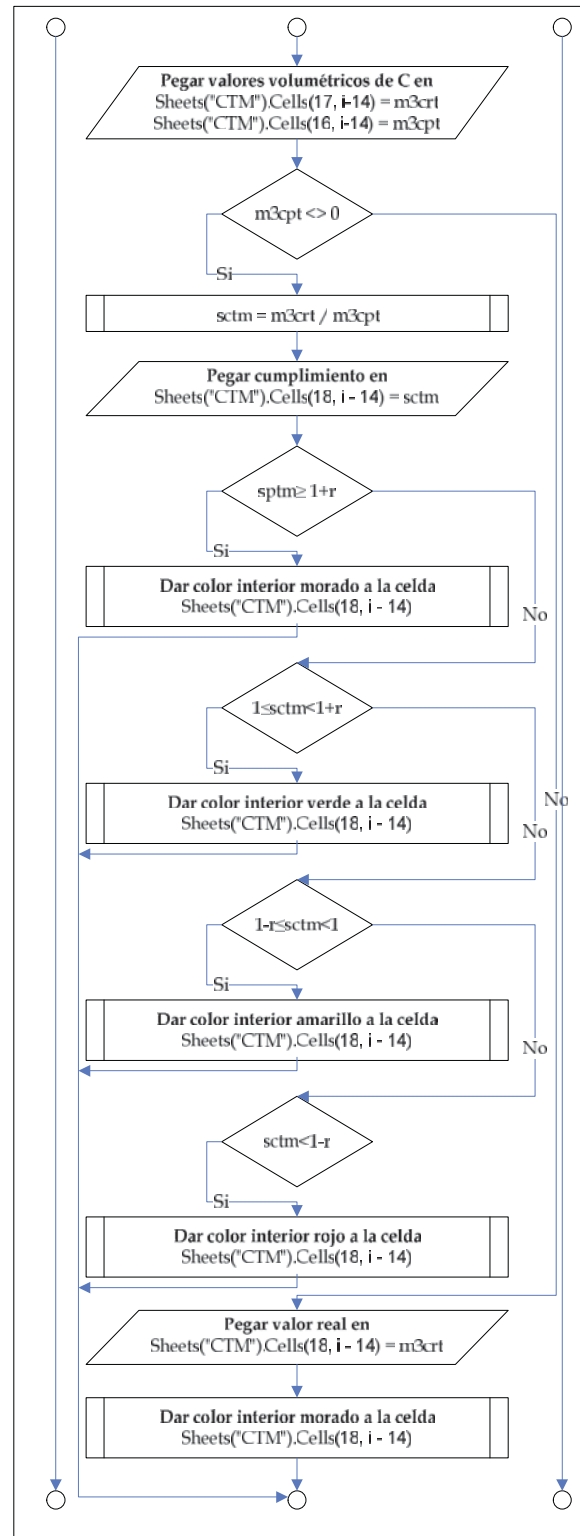 Pegar valores volumétricos de C en
Sheets("CTM").Cells(17, i-14) = m3crt
Sheets("CTM").Cells(16, i-14) = m3cpt
m3cpt <> 0
Si
sctm = m3crt / m3cpt
Pegar cumplimiento en
Sheets("CTM").Cells(18, i - 14) = sctm
sptm≥ 1+r
Si
Dar color interior morado a la celda
Sheets("CTM").Cells(18, i - 14)
No
1≤sctm<1+r
Si
Dar color interior verde a la celda
Sheets("CTM").Cells(18, i - 14)
No
No
1-r≤sctm<1
Si
Dar color interior amarillo a la celda
Sheets("CTM").Cells(18, i - 14)
No
sctm<1-r
Si
Dar color interior rojo a la celda
Sheets("CTM").Cells(18, i - 14)
Pegar valor real en
Sheets("CTM").Cells(18, i - 14) = m3crt
Dar color interior morado a la celda
Sheets("CTM").Cells(18, i - 14)